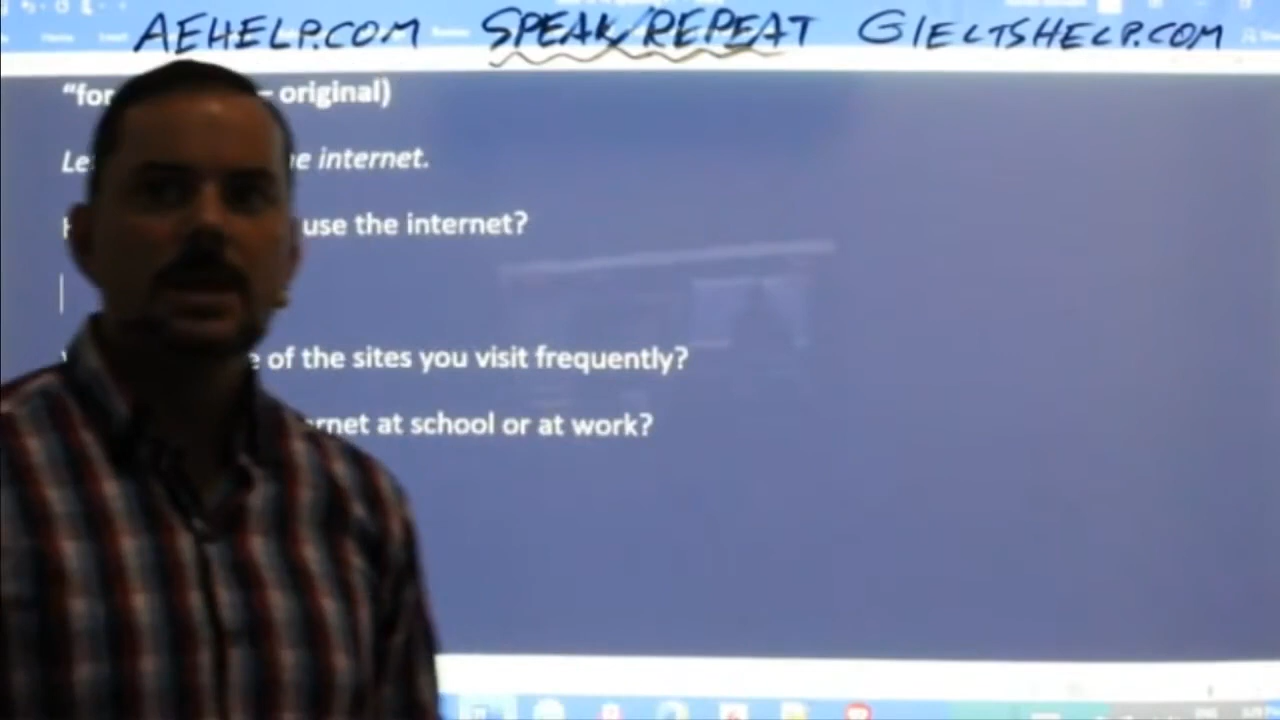 AEHELP.COM SPEAK/REPEAT GIELTSHELP.COM
“for – original)
Le e internet.
H use the internet?
e of the sites you visit frequently?
ernet at school or at work?